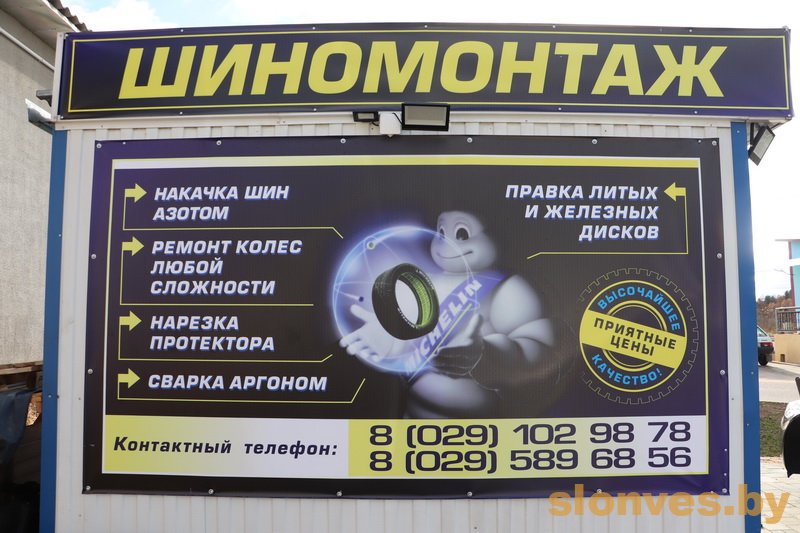 ШИНОМОНТАЖ
НАКАЧКА ШИН
АЗОТОМ
РЕМОНТ КОЛЕС
ЛЮБОЙ
СЛОЖНОСТИ
НАРЕЗКА
ПРОТЕКТОРА
СВАРКА АРГОНОМ
ПРАВКА ЛИТЫХ
И ЖЕЛЕЗНЫХ
ДИСКОВ
MICHELIN
ВЫСОЧАЙШЕЕ
ПРИЯТНЫЕ
ЦЕНЫ
КАЧЕСТВО!
Контактный телефон:
8 (029) 102 98 78
8 (029) 589 68 56
slonves.by